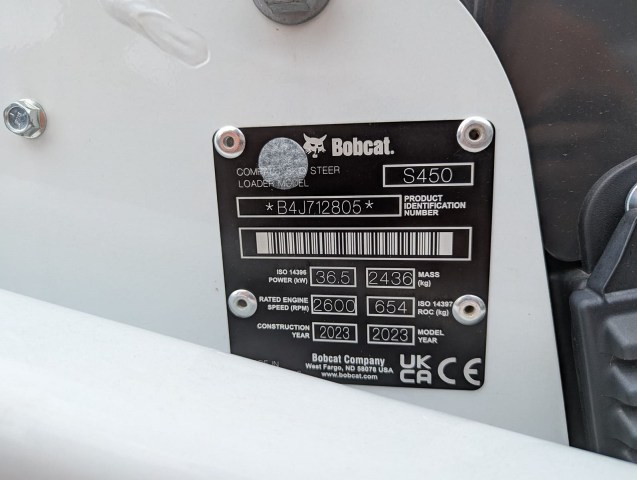 Bobcat.
COMPACT SKID STEER
LOADER MODEL
S450
*B4J712805*
PRODUCT
IDENTIFICATION
NUMBER
ISO 14396
POWER (kW)
36.5
2436
MASS
(kg)
RATED ENGINE
SPEED (RPM)
2600
654
ISO 14397
ROC (kg)
CONSTRUCTION
YEAR
2023
2023
MODEL
YEAR
Bobcat Company
West Fargo, ND 58078 USA
www.bobcat.com
UK
CA
CE
IN